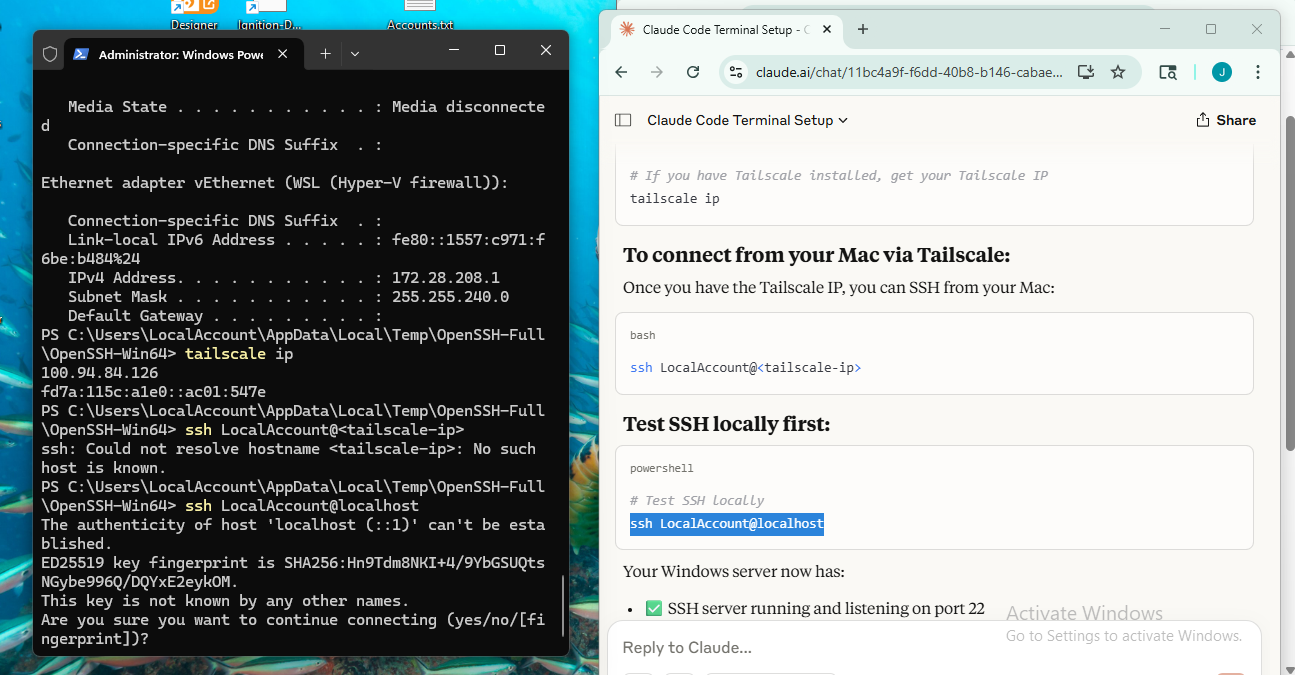 Designer
Ignition-D...
Accounts.txt
Administrator: Windows Powe
Media State . . . . . . . . . . . : Media disconnecte
d
Connection-specific DNS Suffix  . :
Ethernet adapter vEthernet (WSL (Hyper-V firewall)):
Connection-specific DNS Suffix  . :
Link-local IPv6 Address . . . . . : fe80::1557:c971:f
6be:b484%24
IPv4 Address. . . . . . . . . . . : 172.28.208.1
Subnet Mask . . . . . . . . . . . : 255.255.240.0
Default Gateway . . . . . . . . . :
PS C:\Users\LocalAccount\AppData\Local\Temp\OpenSSH-Full
\OpenSSH-Win64> tailscale ip
100.94.84.126
fd7a:115c:a1e0::ac01:547e
PS C:\Users\LocalAccount\AppData\Local\Temp\OpenSSH-Full
\OpenSSH-Win64> ssh LocalAccount@<tailscale-ip>
ssh: Could not resolve hostname <tailscale-ip>: No such
host is known.
PS C:\Users\LocalAccount\AppData\Local\Temp\OpenSSH-Full
\OpenSSH-Win64> ssh LocalAccount@localhost
The authenticity of host 'localhost (::1)' can't be esta
blished.
ED25519 key fingerprint is SHA256:Hn9Tdm8NKI+4/9YbGSUQts
NGybe996Q/DQYxE2eykOM.
This key is not known by any other names.
Are you sure you want to continue connecting (yes/no/[fi
ngerprint])?
Claude Code Terminal Setup - C
claude.ai/chat/11bc4a9f-f6dd-40b8-b146-cabae...
J
Claude Code Terminal Setup
Share
# If you have Tailscale installed, get your Tailscale IP
tailscale ip
To connect from your Mac via Tailscale:
Once you have the Tailscale IP, you can SSH from your Mac:
bash
ssh LocalAccount@<tailscale-ip>
Test SSH locally first:
powershell
# Test SSH locally
ssh LocalAccount@localhost
Your Windows server now has:
• ✅ SSH server running and listening on port 22
Activate Windows
Go to Settings to activate Windows.
Reply to Claude...